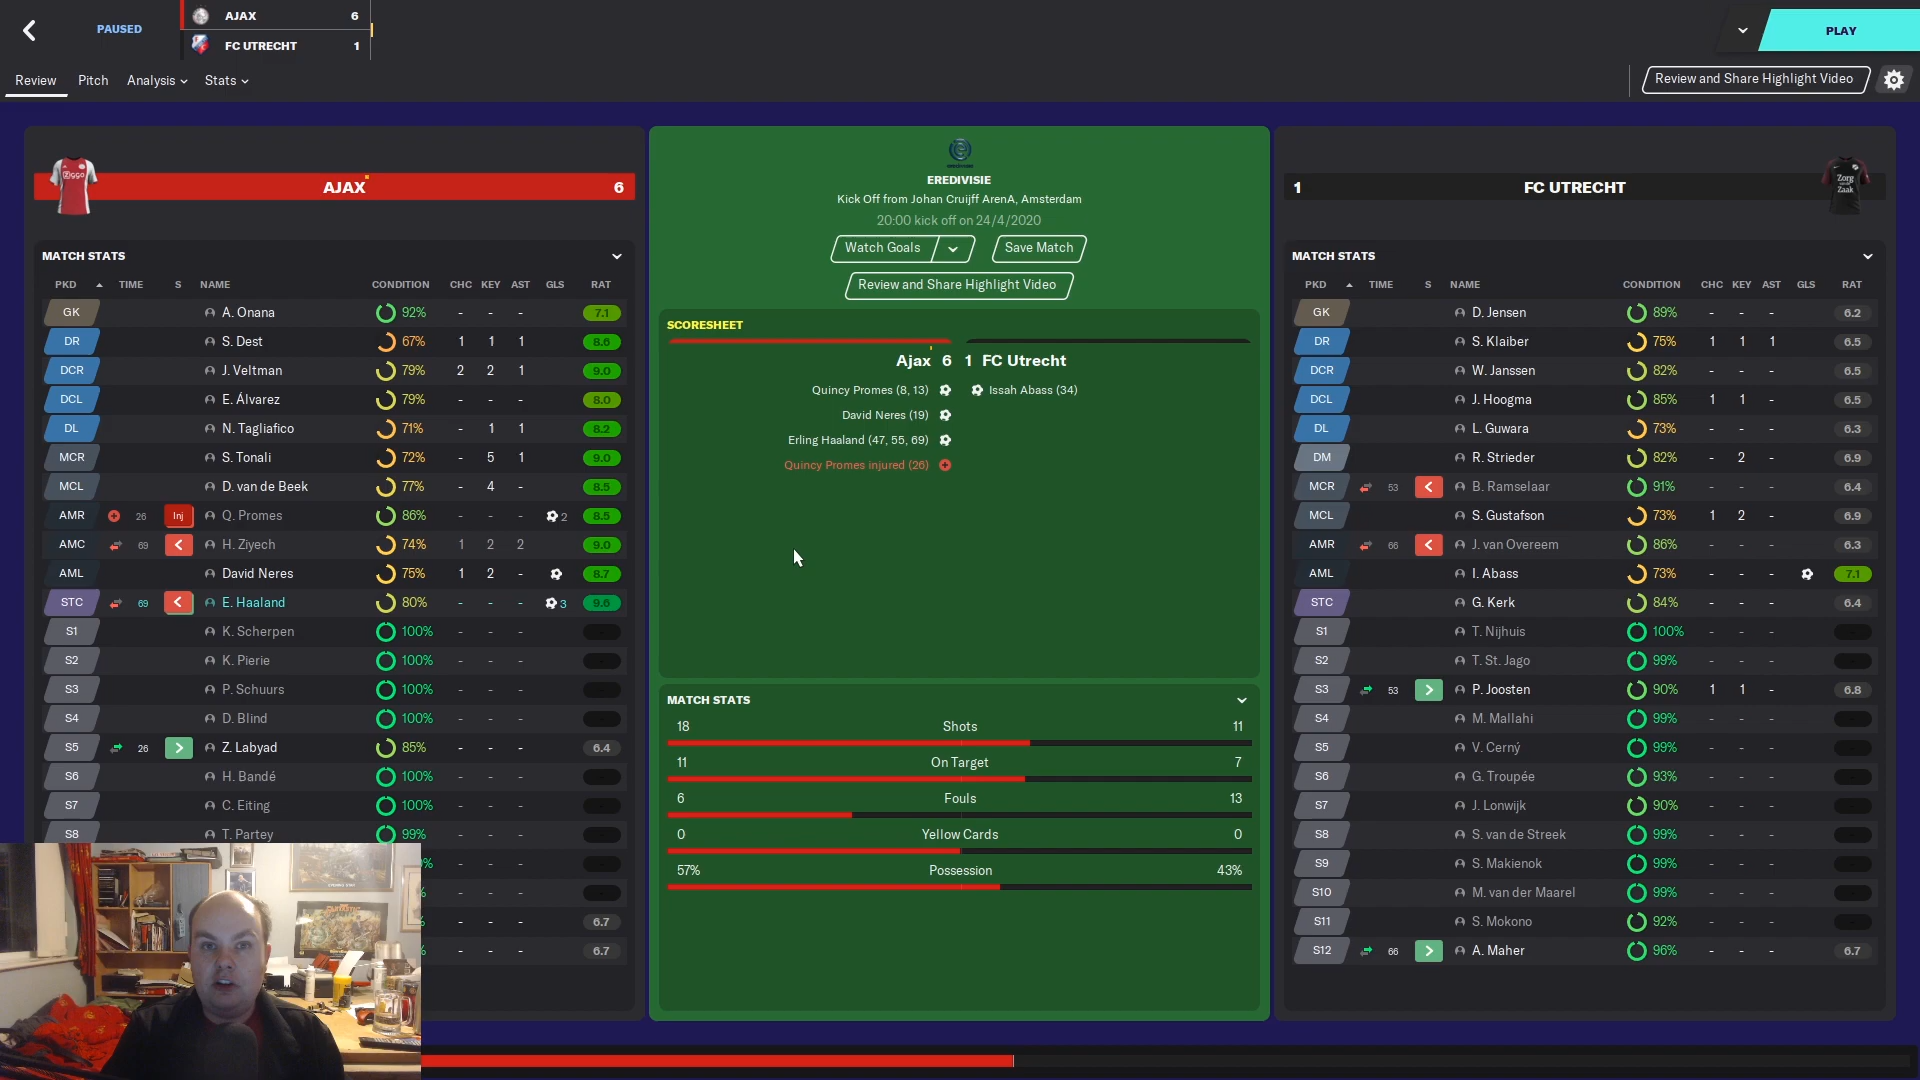 PAUSED
AJAX 6
FC UTRECHT 1
PLAY
Review Pitch Analysis Stats
Review and Share Highlight Video
AJAX 6
MATCH STATS
PKD TIME S NAME CONDITION CHC KEY AST GLS RAT
GK A. Onana 92% - - - 7.1
DR S. Dest 67% 1 1 1 8.6
DCR J. Veltman 79% 2 2 1 9.0
DCL E. Álvarez 79% - - - 8.0
DL N. Tagliafico 71% - 1 1 8.2
MCR S. Tonali 72% - 5 1 9.0
MCL D. van de Beek 77% - 4 - 8.5
AMR 26 Inj Q. Promes 86% - - - 2 8.5
AMC 69 H. Ziyech 74% 1 2 2 9.0
AML David Neres 75% 1 2 - 8.7
STC 69 E. Haaland 80% - - - 3 9.6
S1 K. Scherpen 100% - - - -
S2 K. Pierie 100% - - - -
S3 P. Schuurs 100% - - - -
S4 D. Blind 100% - - - -
S5 26 Z. Labyad 85% - - - 6.4
S6 H. Bandé 100% - - - -
S7 C. Eiting 100% - - - -
S8 T. Partey 99% - - - -
- - - -
- - - -
- - - 6.7
- - - 6.7
EREDIVISIE
Kick Off from Johan Cruijff ArenA, Amsterdam
20:00 kick off on 24/4/2020
Watch Goals Save Match
Review and Share Highlight Video
SCORESHEET
Ajax 6 1 FC Utrecht
Quincy Promes (8, 13) Issah Abass (34)
David Neres (19)
Erling Haaland (47, 55, 69)
Quincy Promes injured (26)
MATCH STATS
18 Shots 11
11 On Target 7
6 Fouls 13
0 Yellow Cards 0
57% Possession 43%
1 FC UTRECHT
Zorg
Zaak
MATCH STATS
PKD TIME S NAME CONDITION CHC KEY AST GLS RAT
GK D. Jensen 89% - - - 6.2
DR S. Klaiber 75% 1 1 1 6.5
DCR W. Janssen 82% - - - 6.5
DCL J. Hoogma 85% 1 1 - 6.5
DL L. Guwara 73% - - - 6.3
DM R. Strieder 82% - 2 - 6.9
MCR 53 B. Ramselaar 91% - - - 6.4
MCL S. Gustafson 73% 1 2 - 6.9
AMR 66 J. van Overeem 86% - - - 6.3
AML I. Abass 73% - - - 7.1
STC G. Kerk 84% - - - 6.4
S1 T. Nijhuis 100% - - - -
S2 T. St. Jago 99% - - - -
S3 53 P. Joosten 90% 1 1 - 6.8
S4 M. Mallahi 99% - - - -
S5 V. Cerný 99% - - - -
S6 G. Troupée 93% - - - -
S7 J. Lonwijk 90% - - - -
S8 S. van de Streek 99% - - - -
S9 S. Makienok 99% - - - -
S10 M. van der Maarel 99% - - - -
S11 S. Mokono 92% - - - -
S12 66 A. Maher 96% - - - 6.7